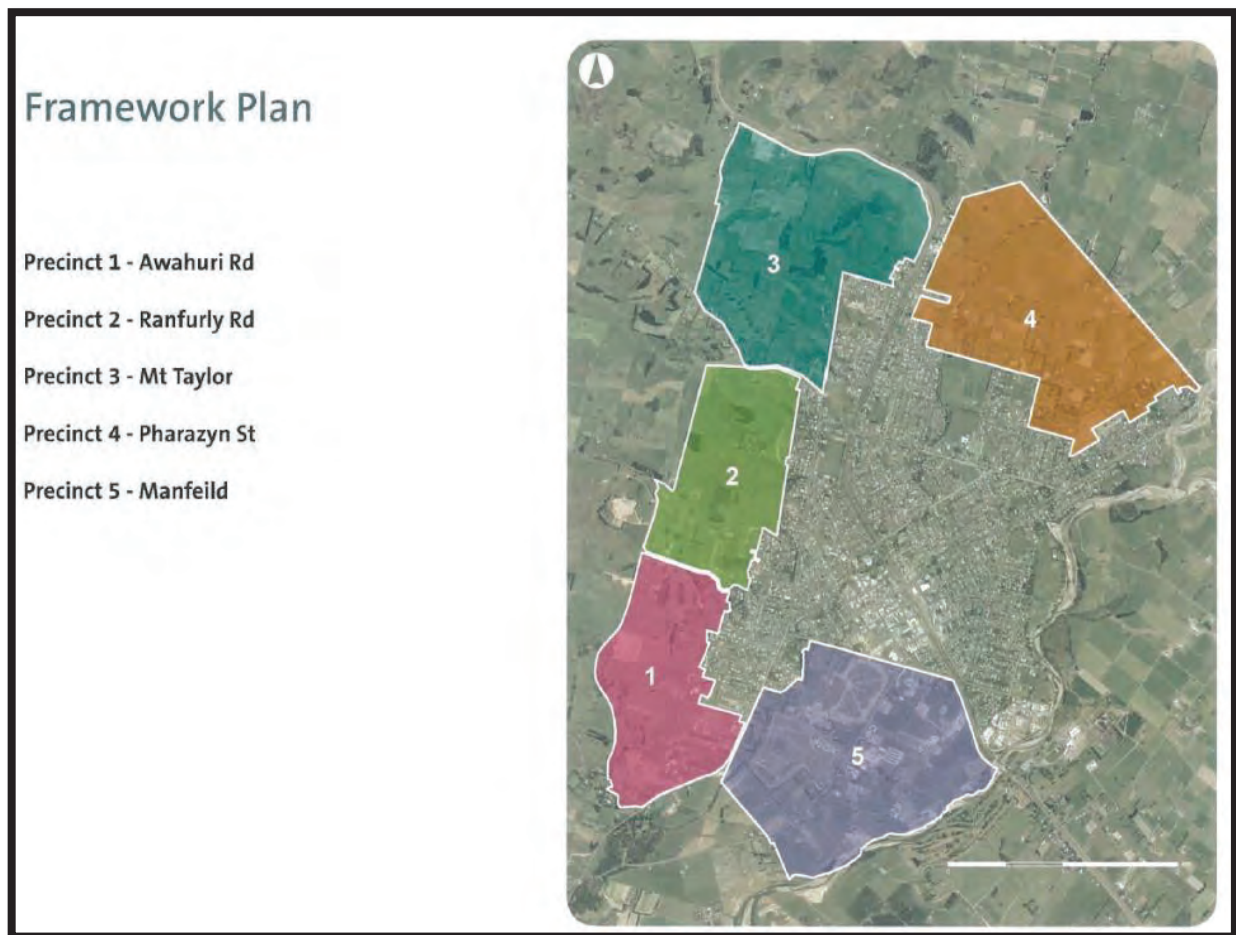 Framework Plan
Precinct 1 - Awahuri Rd
Precinct 2 - Ranfurly Rd
Precinct 3 - Mt Taylor
Precinct 4 - Pharazyn St
Precinct 5 - Manfeild
3
4
2
1
5